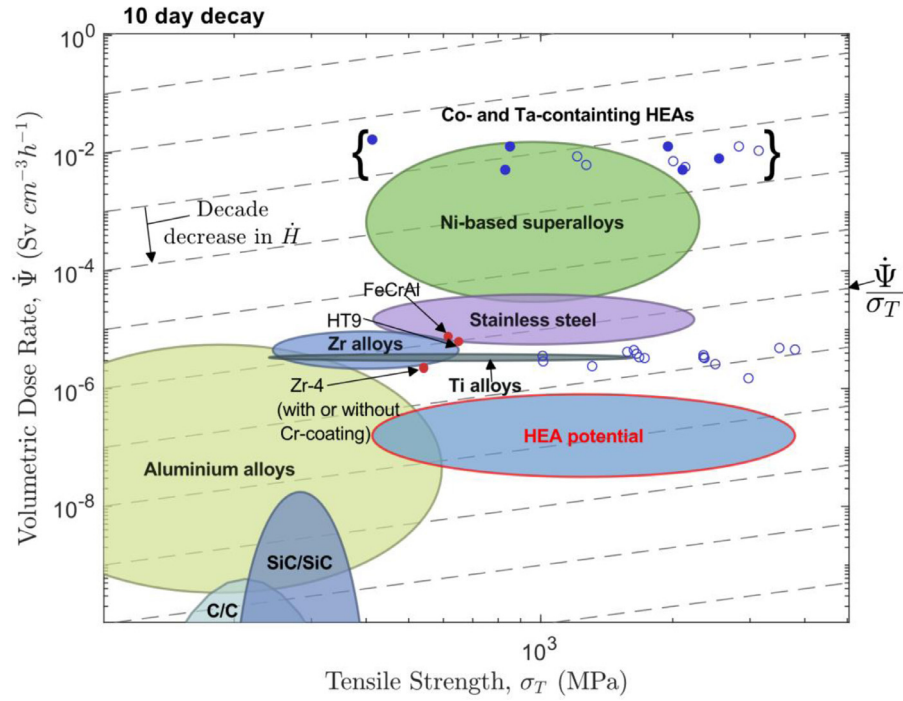 10 day decay
10⁰
Co- and Ta-containting HEAs
{ }
10⁻²
Ni-based superalloys
Decade
decrease in Ḣ
10⁻⁴
Ψ̇
σ_T
FeCrAl
Stainless steel
HT9
Zr alloys
Zr-4
Ti alloys
(with or without
Cr-coating)
10⁻⁶
HEA potential
Aluminium alloys
10⁻⁸
SiC/SiC
C/C
10³
Tensile Strength, σ_T (MPa)
Volumetric Dose Rate, Ψ̇ (Sv cm⁻³h⁻¹)